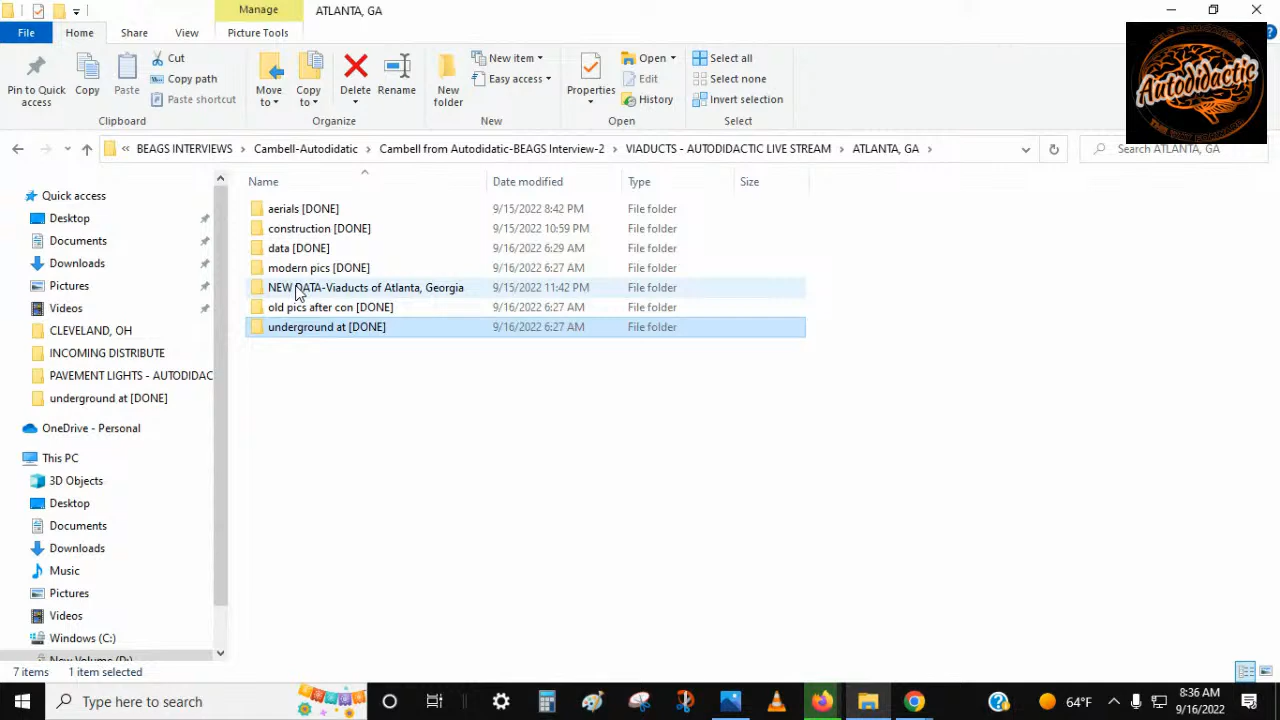 Manage
ATLANTA, GA
File
Home
Share
View
Picture Tools
Pin to Quick access
Copy
Paste
Cut
Copy path
Paste shortcut
Clipboard
Move to
Copy to
Delete
Rename
Organize
New folder
New item
Easy access
New
Properties
Open
Edit
History
Open
Select all
Select none
Invert selection
Select
Autodidactic
« BEAGS INTERVIEWS > Cambell-Autodidatic > Cambell from Autodidatic-BEAGS Interview-2 > VIADUCTS - AUTODIDACTIC LIVE STREAM > ATLANTA, GA >
Search ATLANTA, GA
Name Date modified Type Size
aerials [DONE] 9/15/2022 8:42 PM File folder
construction [DONE] 9/15/2022 10:59 PM File folder
data [DONE] 9/16/2022 6:29 AM File folder
modern pics [DONE] 9/16/2022 6:27 AM File folder
NEW DATA-Viaducts of Atlanta, Georgia 9/15/2022 11:42 PM File folder
old pics after con [DONE] 9/16/2022 6:27 AM File folder
underground at [DONE] 9/16/2022 6:27 AM File folder
Quick access
Desktop
Documents
Downloads
Pictures
Videos
CLEVELAND, OH
INCOMING DISTRIBUTE
PAVEMENT LIGHTS - AUTODIDAC
underground at [DONE]
OneDrive - Personal
This PC
3D Objects
Desktop
Documents
Downloads
Music
Pictures
Videos
Windows (C:)
New Volume (D:)
7 items 1 item selected
Type here to search
64°F
8:36 AM
9/16/2022